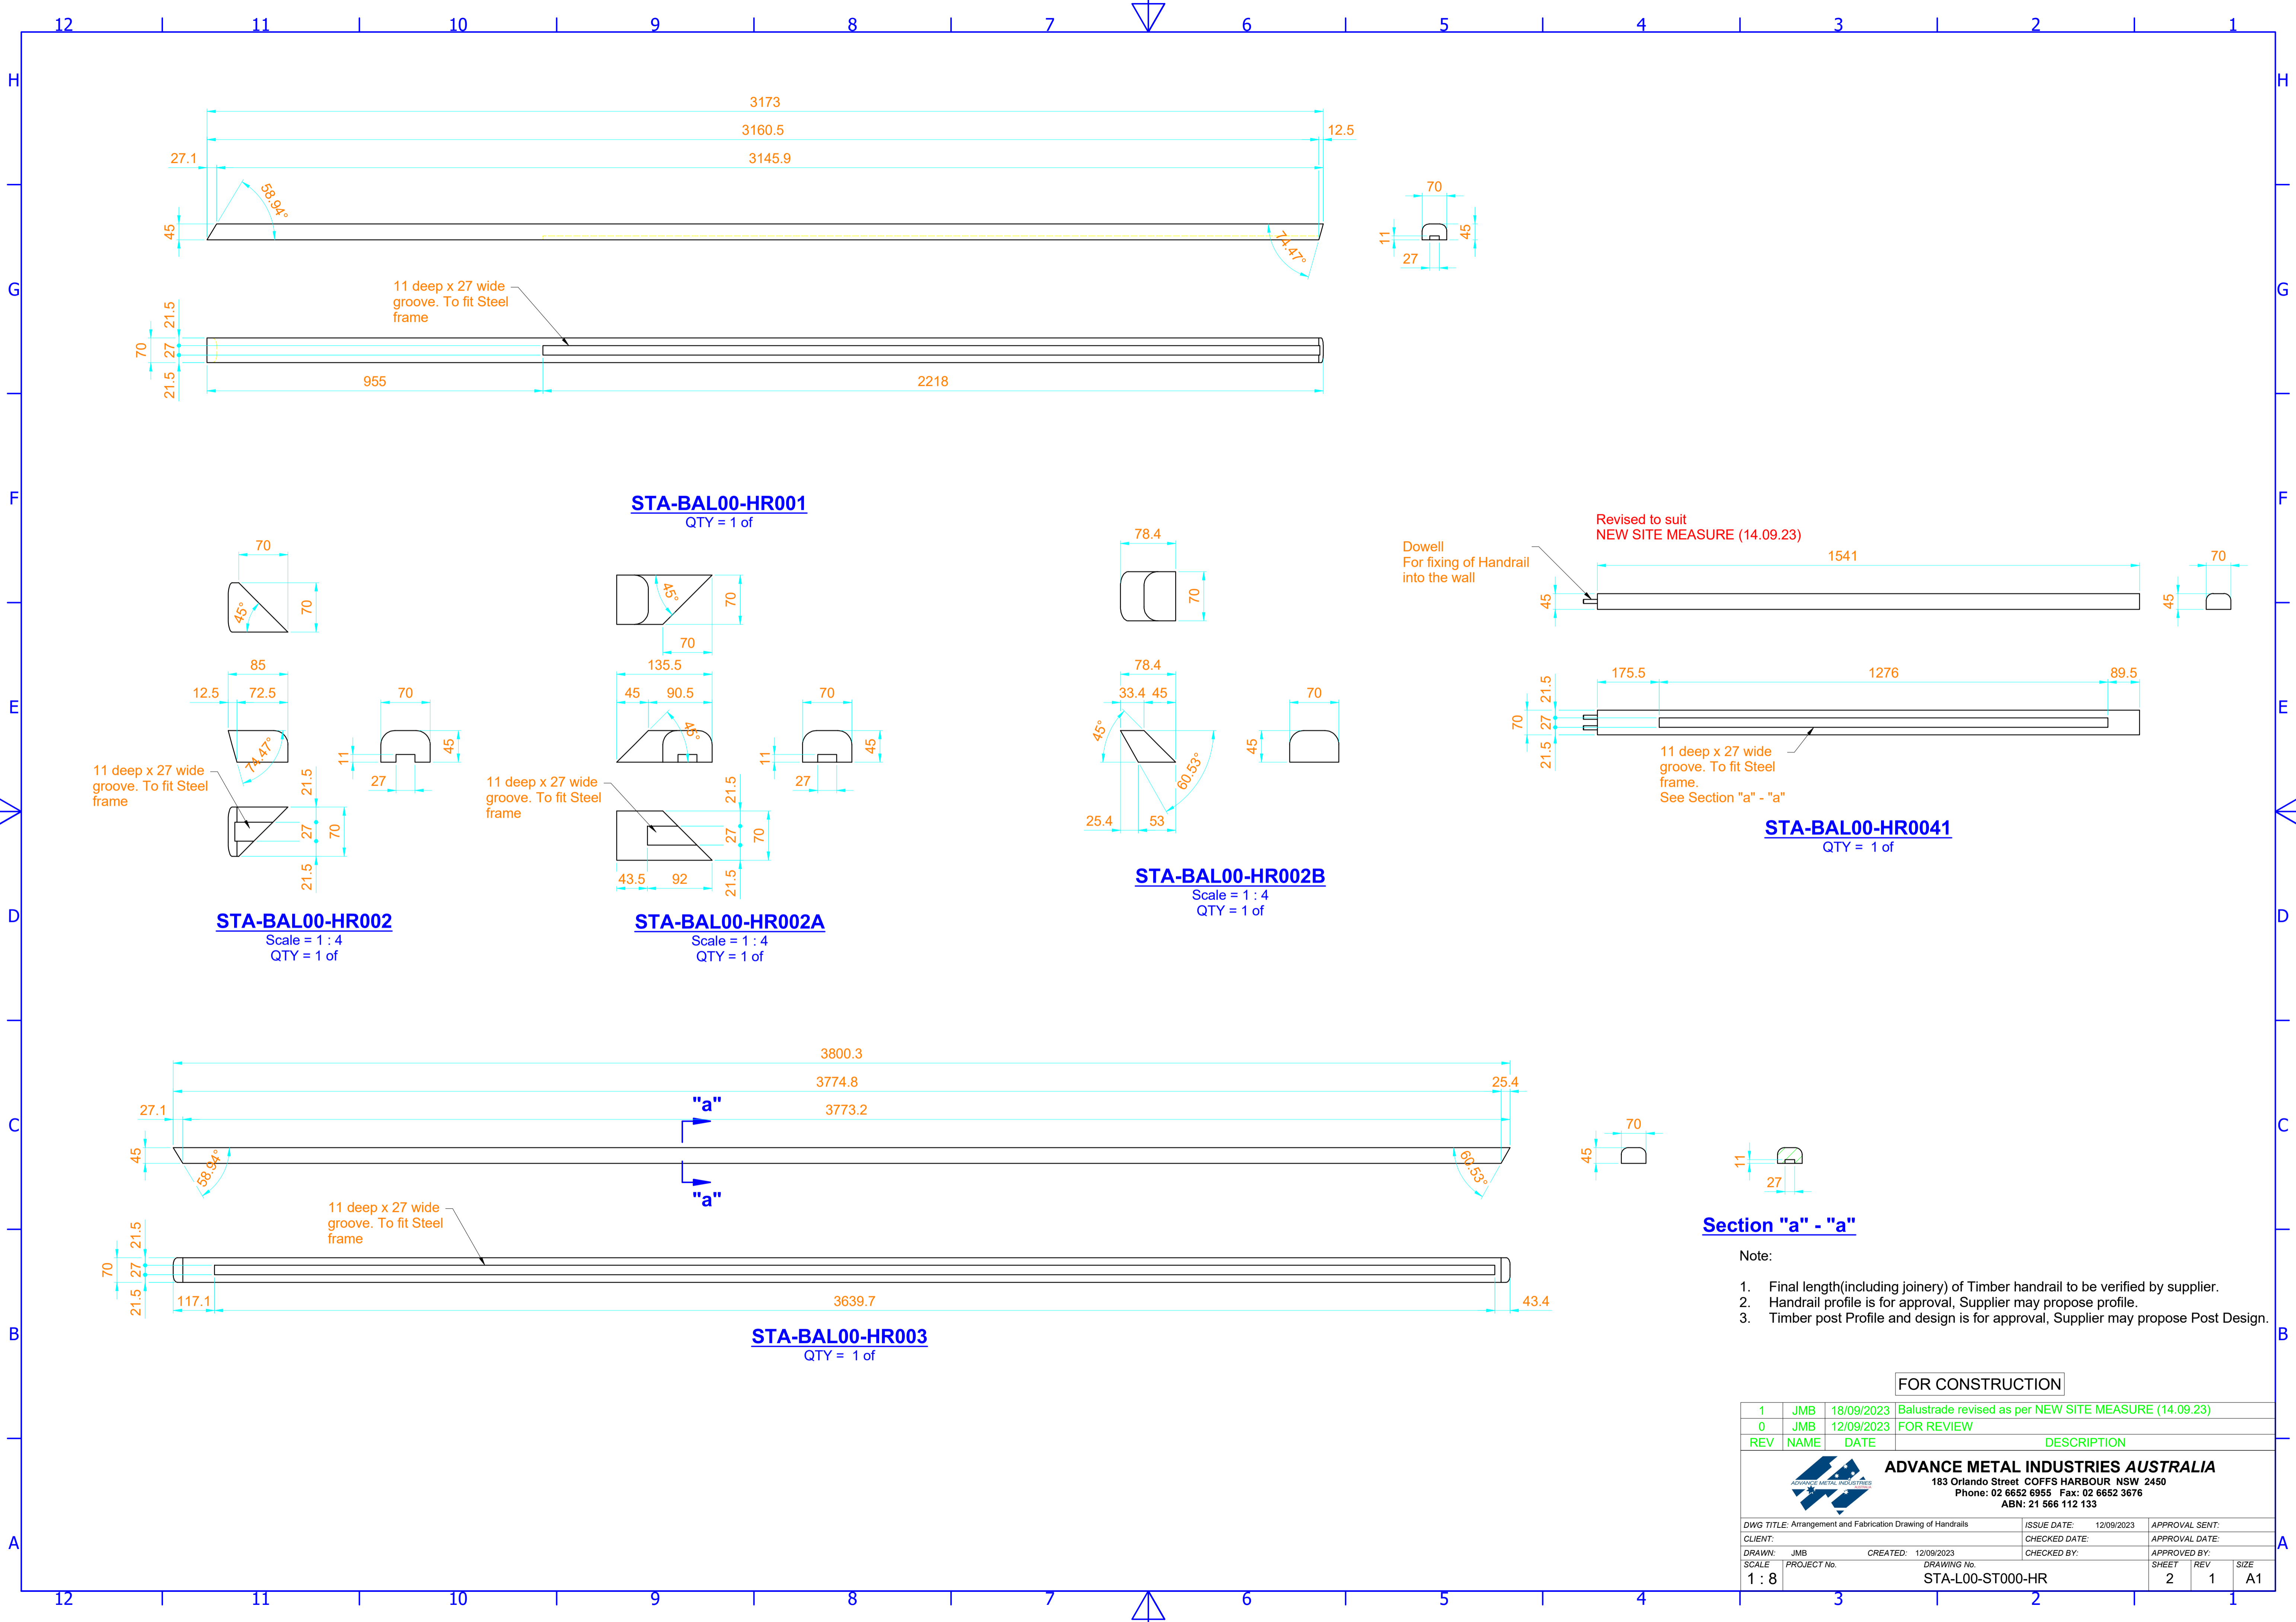 12 11 10 9 8 7 6 5 4 3 2 1
H
H
3173
3160.5
12.5
27.1
3145.9
58.94°
45
74.47°
70
11
45
27
G
G
11 deep x 27 wide
groove. To fit Steel
frame
21.5
70
27
21.5
955
2218
F
F
STA-BAL00-HR001
QTY = 1 of
70
45°
70
85
12.5
72.5
70
74.47°
11
45
27
11 deep x 27 wide
groove. To fit Steel
frame
21.5
27
70
21.5
STA-BAL00-HR002
Scale = 1 : 4
QTY = 1 of
45°
70
70
135.5
45
90.5
45°
70
11
45
27
11 deep x 27 wide
groove. To fit Steel
frame
21.5
27
70
21.5
43.5
92
STA-BAL00-HR002A
Scale = 1 : 4
QTY = 1 of
78.4
70
78.4
33.4
45
45°
60.53°
25.4
53
70
45
STA-BAL00-HR002B
Scale = 1 : 4
QTY = 1 of
Revised to suit
NEW SITE MEASURE (14.09.23)
Dowell
For fixing of Handrail
into the wall
1541
45
70
45
175.5
1276
89.5
21.5
70
27
21.5
11 deep x 27 wide
groove. To fit Steel
frame.
See Section "a" - "a"
STA-BAL00-HR0041
QTY = 1 of
E
E
D
D
3800.3
3774.8
25.4
27.1
3773.2
"a"
"a"
45
58.94°
60.53°
70
45
11
27
C
C
Section "a" - "a"
11 deep x 27 wide
groove. To fit Steel
frame
21.5
70
27
21.5
117.1
3639.7
43.4
STA-BAL00-HR003
QTY = 1 of
B
B
Note:
1. Final length(including joinery) of Timber handrail to be verified by supplier.
2. Handrail profile is for approval, Supplier may propose profile.
3. Timber post Profile and design is for approval, Supplier may propose Post Design.
FOR CONSTRUCTION
1 JMB 18/09/2023 Balustrade revised as per NEW SITE MEASURE (14.09.23)
0 JMB 12/09/2023 FOR REVIEW
REV NAME DATE DESCRIPTION
ADVANCE METAL INDUSTRIES
AUSTRALIA
ADVANCE METAL INDUSTRIES AUSTRALIA
183 Orlando Street COFFS HARBOUR NSW 2450
Phone: 02 6652 6955 Fax: 02 6652 3676
ABN: 21 566 112 133
DWG TITLE: Arrangement and Fabrication Drawing of Handrails ISSUE DATE: 12/09/2023 APPROVAL SENT:
CLIENT: CHECKED DATE: APPROVAL DATE:
DRAWN: JMB CREATED: 12/09/2023 CHECKED BY: APPROVED BY:
SCALE PROJECT No. DRAWING No. SHEET REV SIZE
1 : 8 STA-L00-ST000-HR 2 1 A1
A
A
12 11 10 9 8 7 6 5 4 3 2 1